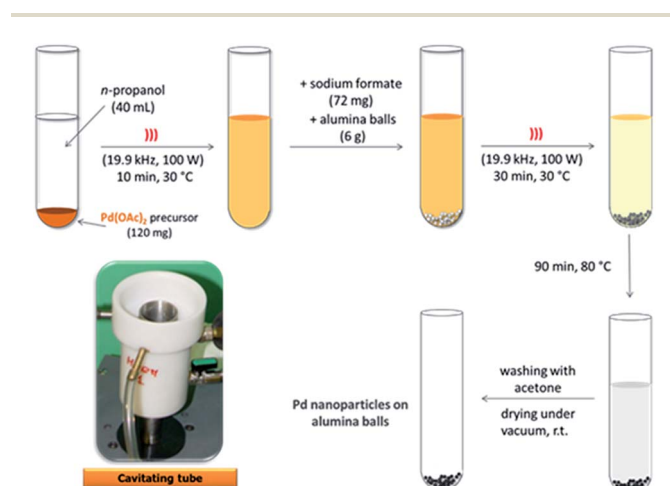 n-propanol
(40 mL)
Pd(OAc)₂ precursor
(120 mg)
)))
(19.9 kHz, 100 W)
10 min, 30 °C
+ sodium formate
(72 mg)
+ alumina balls
(6 g)
)))
(19.9 kHz, 100 W)
30 min, 30 °C
90 min, 80 °C
washing with
acetone
drying under
vacuum, r.t.
Pd nanoparticles on
alumina balls
Cavitating tube